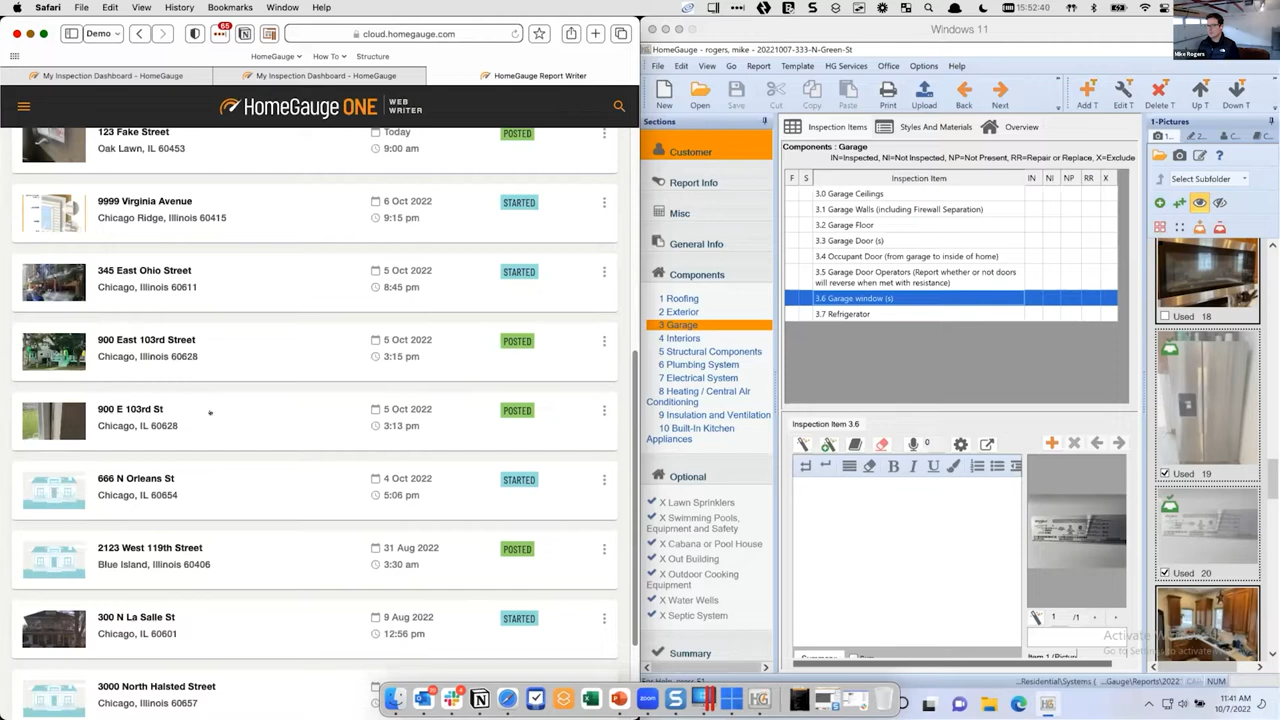 Safari File Edit View History Bookmarks Window Help
15:52:40
Demo
65
cloud.homegauge.com
HomeGauge How To Structure
My Inspection Dashboard - HomeGauge
My Inspection Dashboard - HomeGauge
HomeGauge Report Writer
HomeGauge ONE WEB WRITER
123 Fake Street
Oak Lawn, IL 60453
Today
9:00 am
POSTED
9999 Virginia Avenue
Chicago Ridge, Illinois 60415
6 Oct 2022
9:15 pm
STARTED
345 East Ohio Street
Chicago, Illinois 60611
5 Oct 2022
8:45 pm
STARTED
900 East 103rd Street
Chicago, Illinois 60628
5 Oct 2022
3:15 pm
POSTED
900 E 103rd St
Chicago, IL 60628
5 Oct 2022
3:13 pm
POSTED
666 N Orleans St
Chicago, IL 60654
4 Oct 2022
5:06 pm
STARTED
2123 West 119th Street
Blue Island, Illinois 60406
31 Aug 2022
3:30 am
POSTED
300 N La Salle St
Chicago, IL 60601
9 Aug 2022
12:56 pm
STARTED
3000 North Halsted Street
Chicago, Illinois 60657
zoom
Windows 11
Mike Rogers
HomeGauge - rogers, mike - 20221007-333-N-Green-St
File Edit View Go Report Template HG Services Office Options Help
New Open Save Cut Copy Paste Print Upload Back Next Add T Edit T Delete T Up T Down T
Sections
Customer
Report Info
Misc
General Info
Components
1 Roofing
2 Exterior
3 Garage
4 Interiors
5 Structural Components
6 Plumbing System
7 Electrical System
8 Heating / Central Air
Conditioning
9 Insulation and Ventilation
10 Built-In Kitchen
Appliances
Optional
X Lawn Sprinklers
X Swimming Pools,
Equipment and Safety
X Cabana or Pool House
X Out Building
X Outdoor Cooking
Equipment
X Water Wells
X Septic System
Summary
Inspection Items Styles And Materials Overview
Components : Garage
IN=Inspected, NI=Not Inspected, NP=Not Present, RR=Repair or Replace, X=Exclude
F S Inspection Item IN NI NP RR X
3.0 Garage Ceilings
3.1 Garage Walls (including Firewall Separation)
3.2 Garage Floor
3.3 Garage Door (s)
3.4 Occupant Door (from garage to inside of home)
3.5 Garage Door Operators (Report whether or not doors
will reverse when met with resistance)
3.6 Garage window (s)
3.7 Refrigerator
Inspection Item 3.6
0
B I U
1 /1
1-Pictures
1... 2... C...
Select Subfolder
Used 18
Used 19
Used 20
Activate
Go to Settings to activate
NUM
11:41 AM
10/7/2022